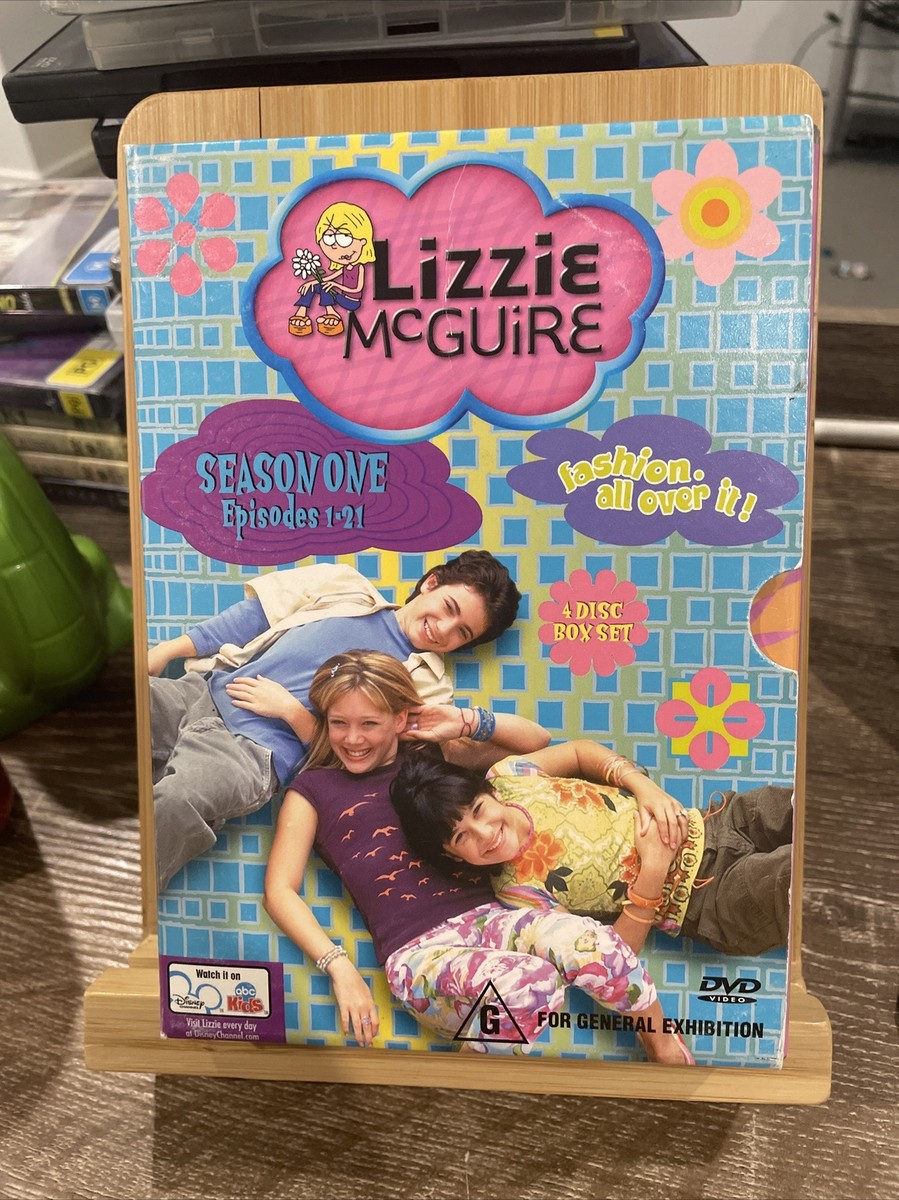 Lizzie
McGuire
SEASON ONE
Episodes 1-21
fashion.
all over it!
4 DISC
BOX SET
Watch it on
Disney
abc
Kids
Visit Lizzie every day
at DisneyChannel.com
G
FOR GENERAL EXHIBITION
DVD
VIDEO
PG